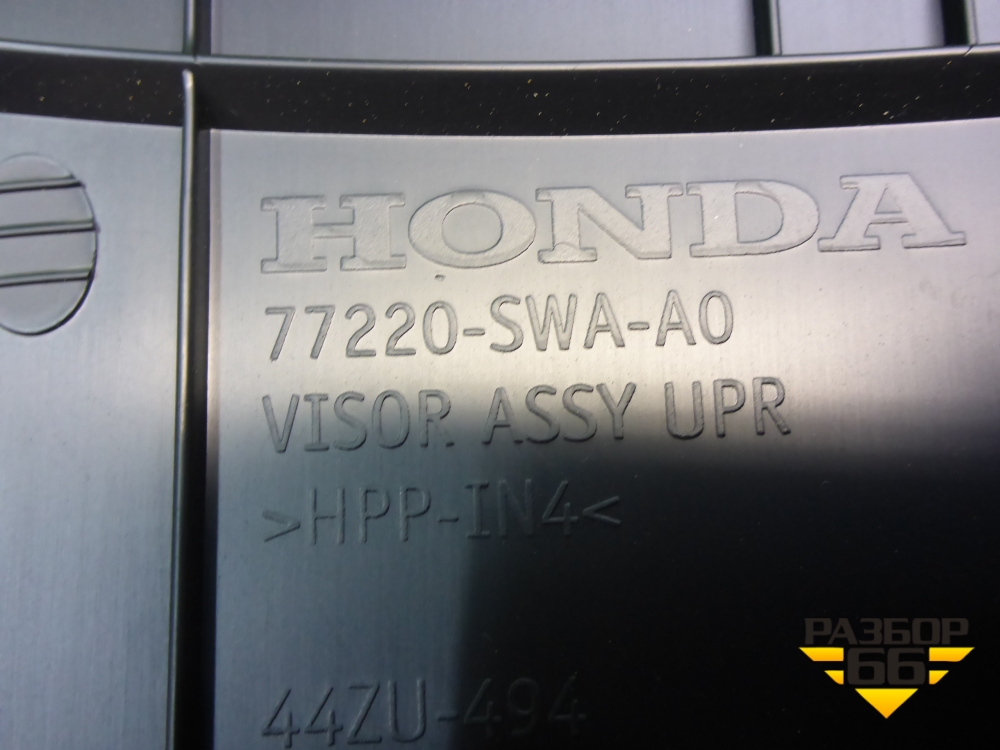 HONDA
77220-SWA-A0
VISOR ASSY UPR
>HPP-IN4<
44ZU-494
РАЗБОР
66